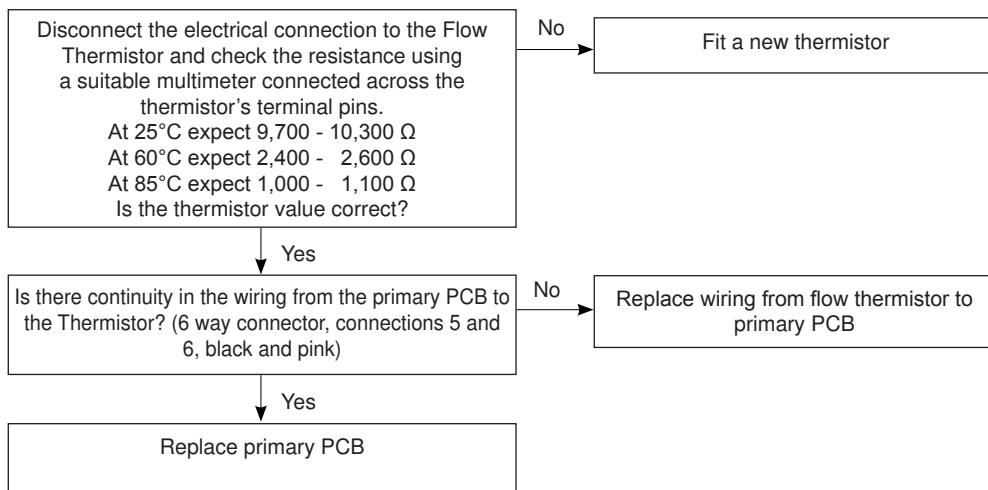 Disconnect the electrical connection to the Flow
Thermistor and check the resistance using
a suitable multimeter connected across the
thermistor’s terminal pins.
At 25°C expect 9,700 - 10,300 Ω
At 60°C expect 2,400 - 2,600 Ω
At 85°C expect 1,000 - 1,100 Ω
Is the thermistor value correct?
No
Fit a new thermistor
Yes
Is there continuity in the wiring from the primary PCB to
the Thermistor? (6 way connector, connections 5 and
6, black and pink)
No
Replace wiring from flow thermistor to
primary PCB
Yes
Replace primary PCB